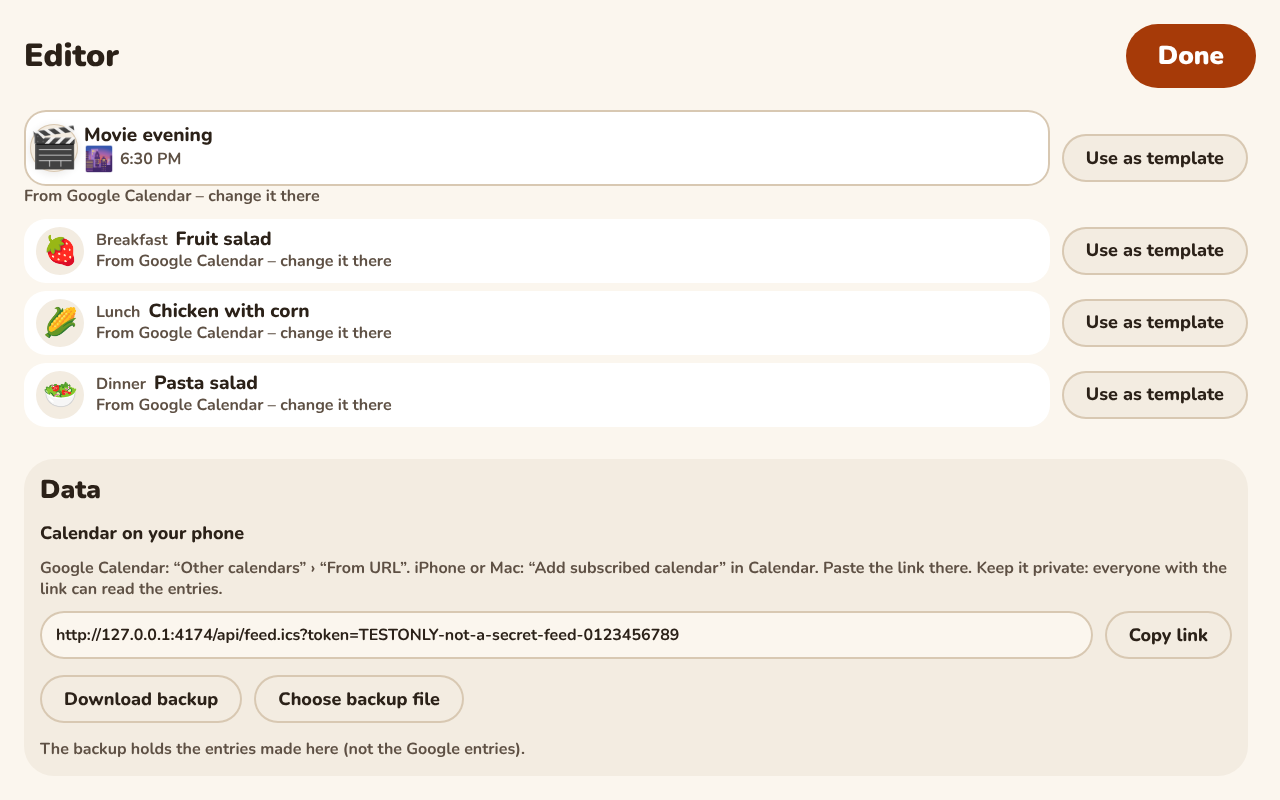 Editor
Done
Movie evening
6:30 PM
Use as template
From Google Calendar – change it there
Breakfast Fruit salad
From Google Calendar – change it there
Use as template
Lunch Chicken with corn
From Google Calendar – change it there
Use as template
Dinner Pasta salad
From Google Calendar – change it there
Use as template
Data
Calendar on your phone
Google Calendar: “Other calendars” › “From URL”. iPhone or Mac: “Add subscribed calendar” in Calendar. Paste the link there. Keep it private: everyone with the
link can read the entries.
http://127.0.0.1:4174/api/feed.ics?token=TESTONLY-not-a-secret-feed-0123456789
Copy link
Download backup
Choose backup file
The backup holds the entries made here (not the Google entries).